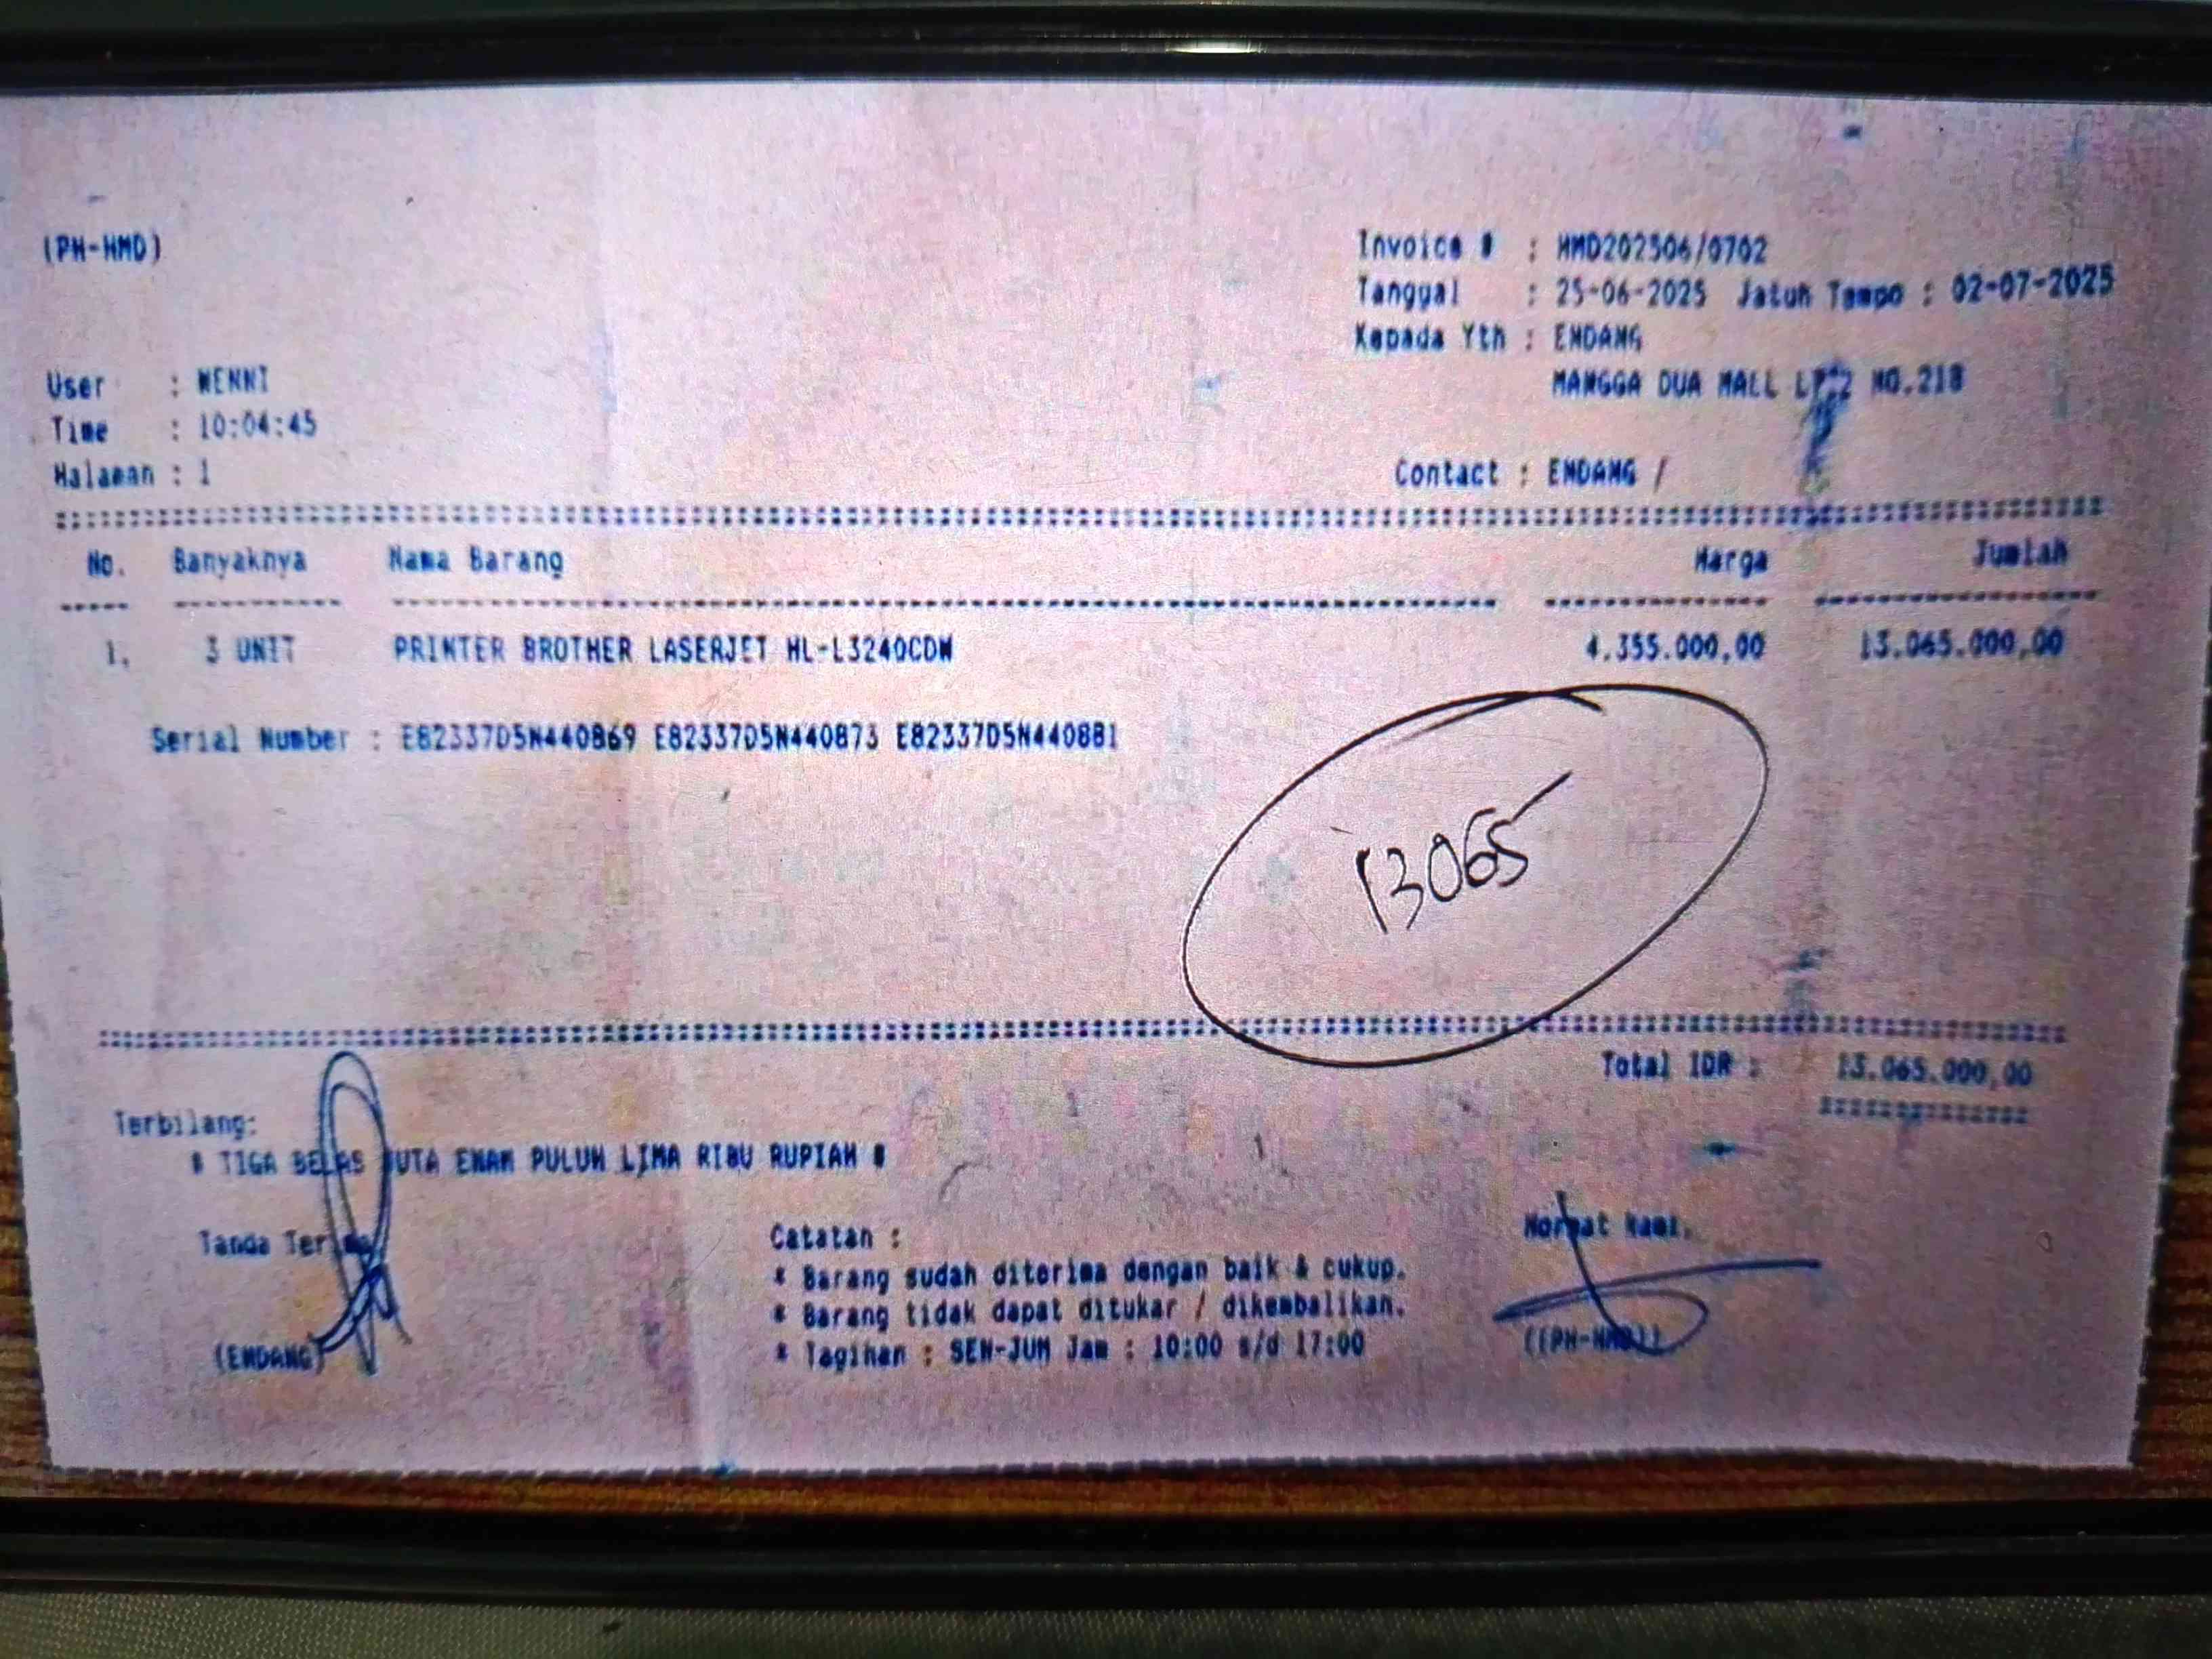 (PH-HMD)
Invoice # : HMD202506/0702
Tanggal : 25-06-2025 Jatuh Tempo : 02-07-2025
Kepada Yth : ENDANG
MANGGA DUA MALL NO.218
User : WENNI
Time : 10:04:45
Halaman : 1
Contact : ENDANG /
No. Banyaknya Nama Barang Harga Jumlah
1. 3 UNIT PRINTER BROTHER LASERJET HL-L3240CDW 4.355.000,00 13.065.000,00
Serial Number : E82337D5N440869 E82337D5N440873 E82337D5N440881
13065
Total IDR : 13.065.000,00
Terbilang:
# TIGA BELAS JUTA ENAM PULUH LIMA RIBU RUPIAH #
Tanda Terima
Catatan :
Hormat kami,
* Barang sudah diterima dengan baik & cukup.
* Barang tidak dapat ditukar / dikembalikan.
* Tagihan : SEN-JUM Jam : 10:00 s/d 17:00
(ENDANG)
((PH-HMD))